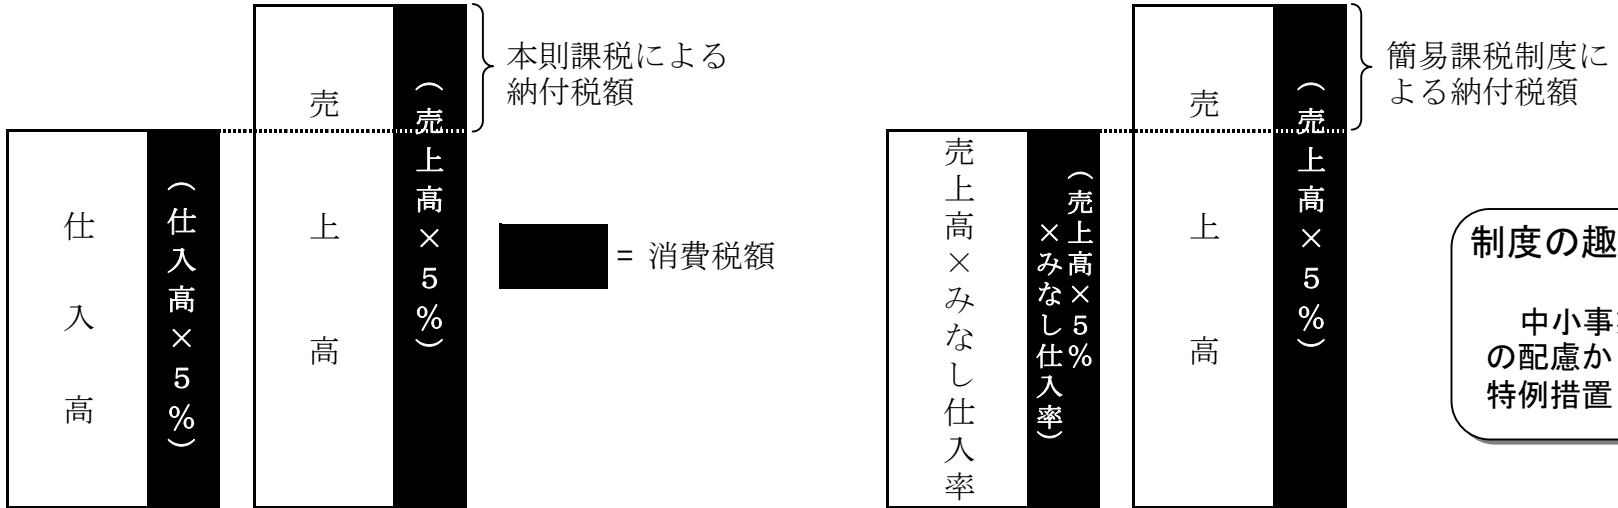 仕入高
(仕入高×5%)
売上高
(売上高×5%)
本則課税による
納付税額
= 消費税額
売上高×みなし仕入率
(売上高×5%
×みなし仕入率)
売上高
(売上高×5%)
簡易課税制度に
よる納付税額
制度の趣
中小事
の配慮か
特例措置